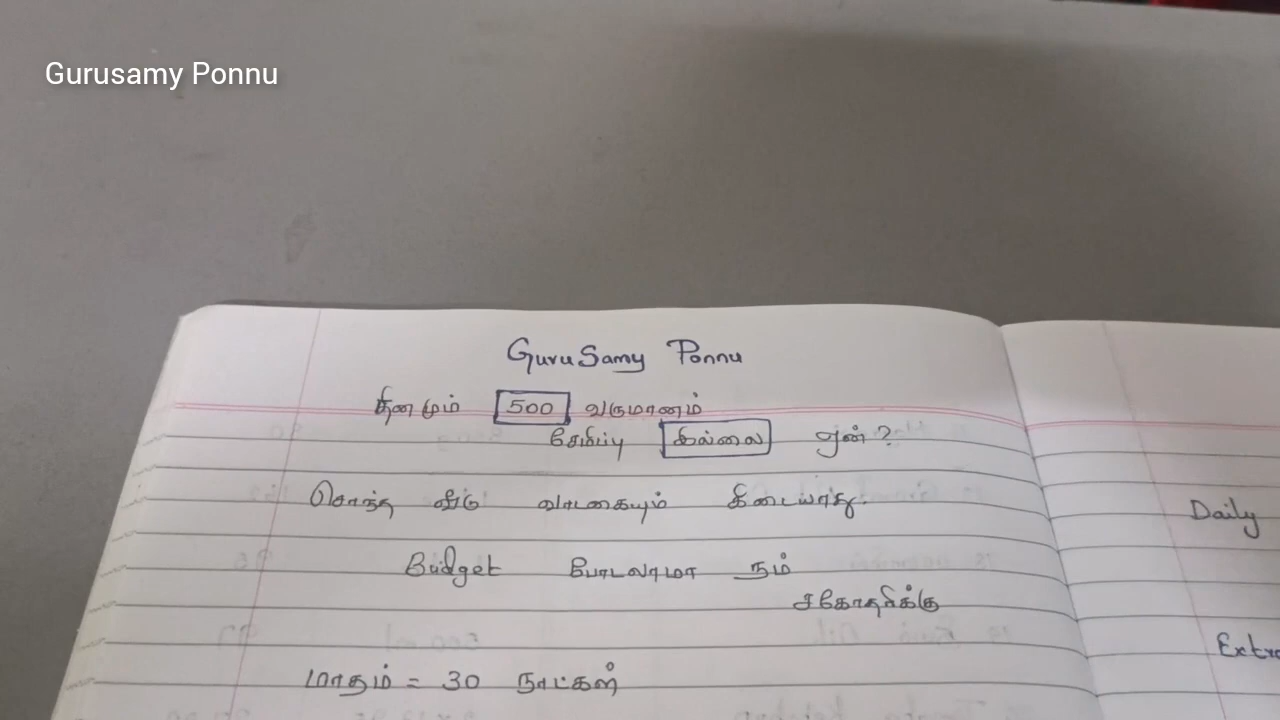 Gurusamy Ponnu
GuruSamy Ponnu
தினமும் 500 வருமானம்
சேமிப்பு இல்லை ஏன்?
சொந்த வீடு வாடகையும் கிடையாது.
Budget போடலாமா நம்
சகோதரிக்கு
மாதம் = 30 நாட்கள்
Daily